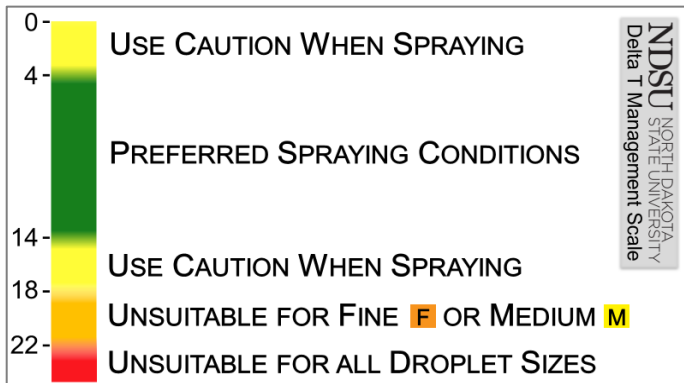 0
USE CAUTION WHEN SPRAYING
4
PREFERRED SPRAYING CONDITIONS
14
USE CAUTION WHEN SPRAYING
18
UNSUITABLE FOR FINE F OR MEDIUM M
22
UNSUITABLE FOR ALL DROPLET SIZES
NDSU NORTH DAKOTA
STATE UNIVERSITY
Delta T Management Scale